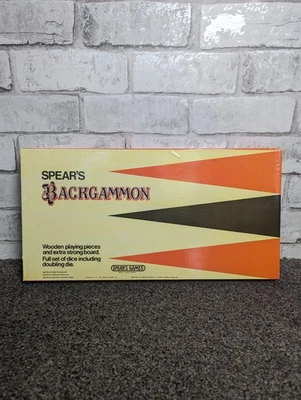 SPEAR'S
BACKGAMMON
Wooden playing pieces
and extra strong board.
Full set of dice including
doubling die.
SPEAR'S GAMES